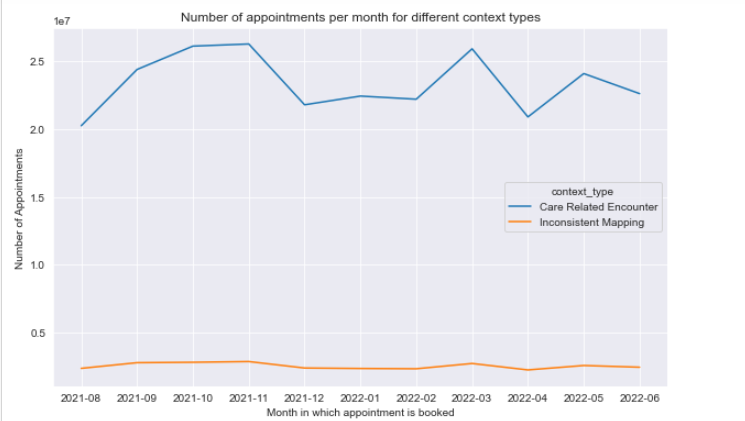 Number of appointments per month for different context types
1e7
2.5
2.0
1.5
1.0
0.5
Number of Appointments
context_type
Care Related Encounter
Inconsistent Mapping
2021-08 2021-09 2021-10 2021-11 2021-12 2022-01 2022-02 2022-03 2022-04 2022-05 2022-06
Month in which appointment is booked